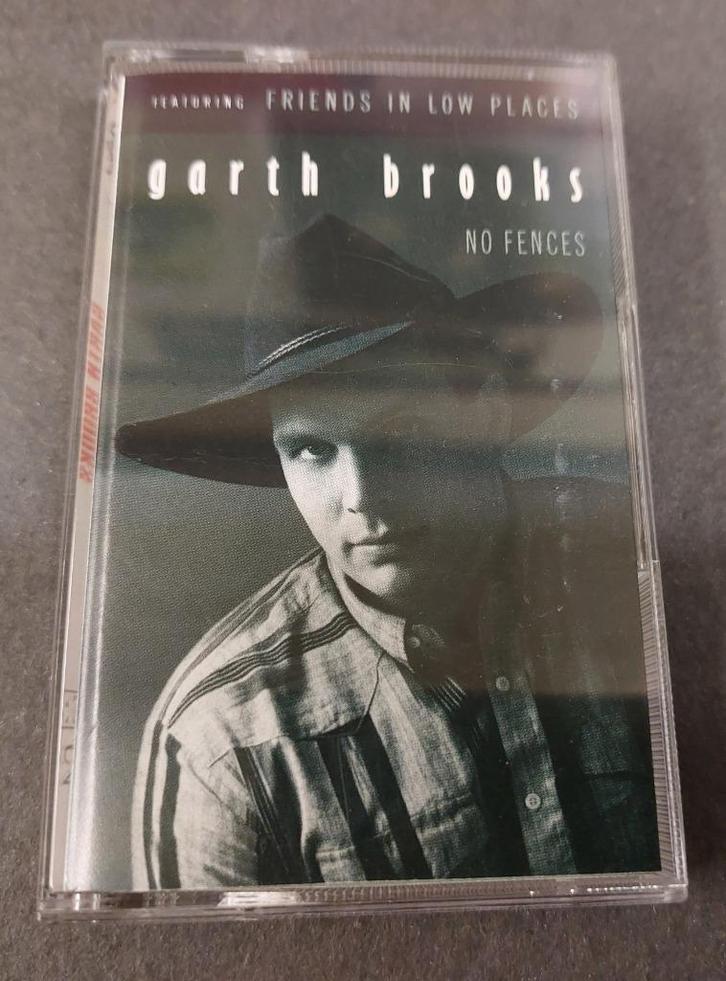 FEATURING FRIENDS IN LOW PLACES
garth brooks
NO FENCES